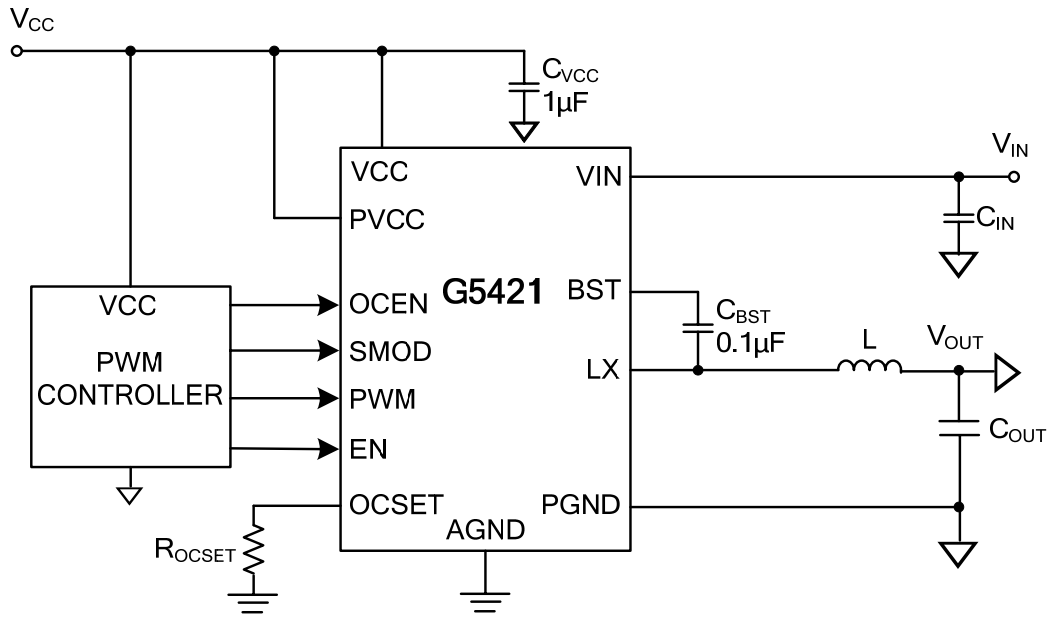 VCC
CVCC
1µF
VCC
PVCC
OCEN
SMOD
PWM
EN
OCSET
AGND
G5421
VIN
BST
LX
PGND
VIN
CIN
CBST
0.1µF
L
VOUT
COUT
VCC
PWM
CONTROLLER
ROCSET